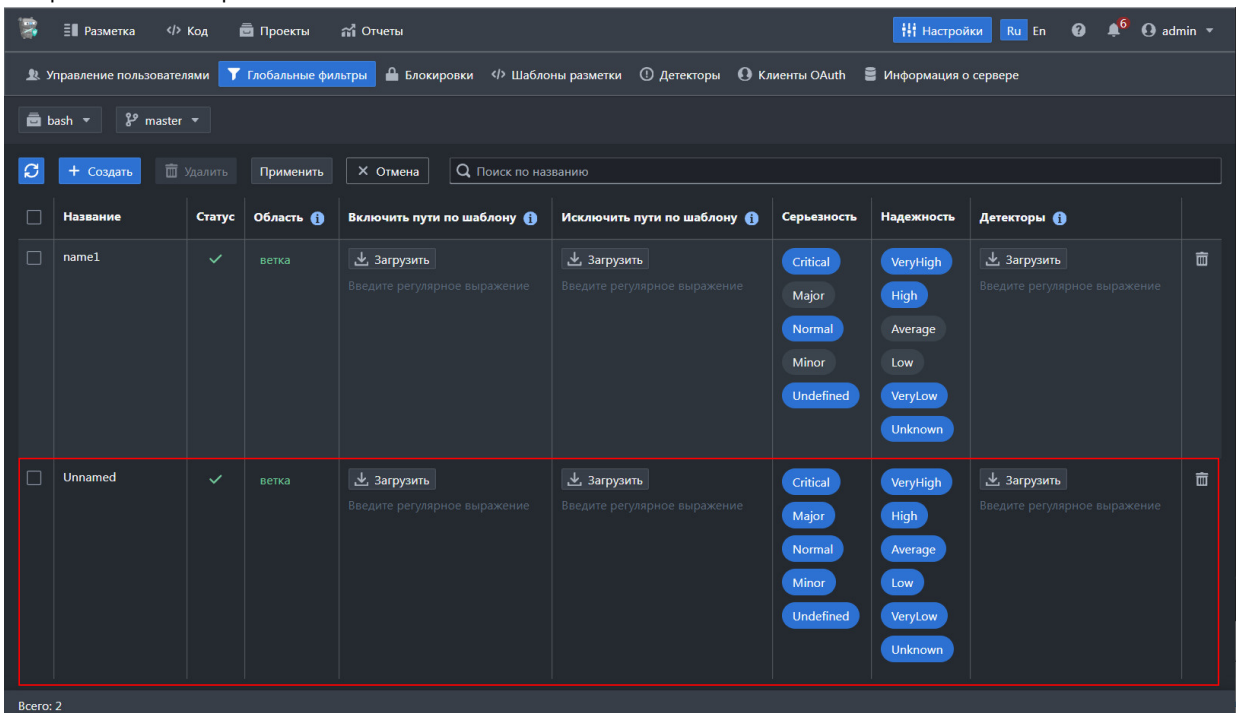 Разметка </> Код Проекты Отчеты Настройки Ru En 6 admin
Управление пользователями Глобальные фильтры Блокировки </> Шаблоны разметки Детекторы Клиенты OAuth Информация о сервере
bash master
+ Создать Удалить Применить × Отмена Поиск по названию
Название Статус Область Включить пути по шаблону Исключить пути по шаблону Серьезность Надежность Детекторы
name1 ветка Загрузить Загрузить Critical VeryHigh Загрузить
Введите регулярное выражение Введите регулярное выражение Major High Введите регулярное выражение
Normal Average
Minor Low
Undefined VeryLow
Unknown
Unnamed ветка Загрузить Загрузить Critical VeryHigh Загрузить
Введите регулярное выражение Введите регулярное выражение Major High Введите регулярное выражение
Normal Average
Minor Low
Undefined VeryLow
Unknown
Всего: 2